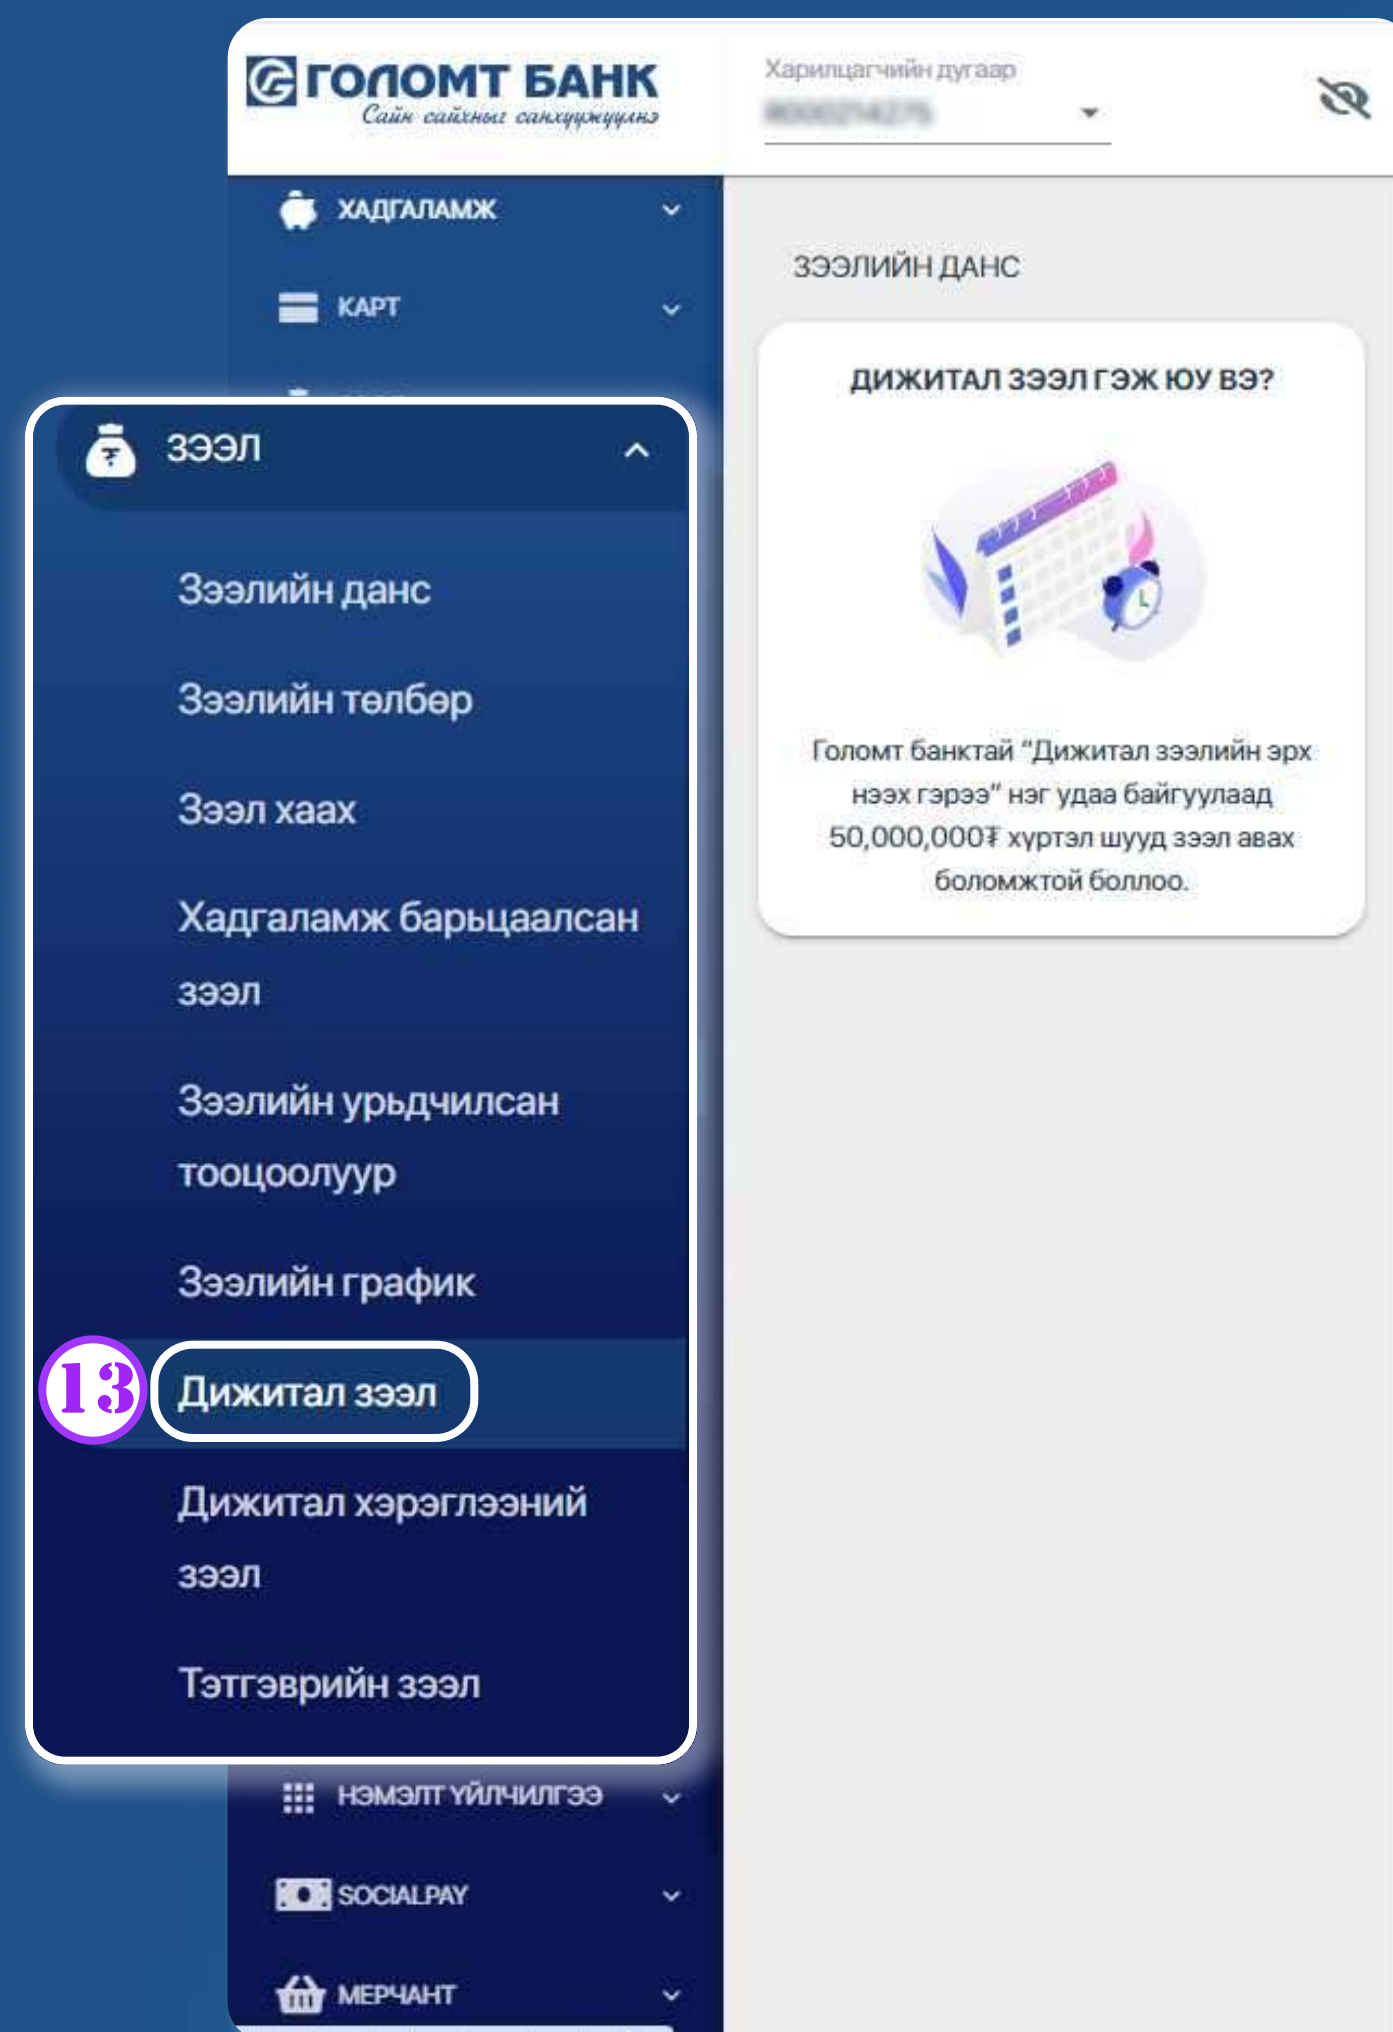 ГОЛОМТ БАНК
Сайн сайхныг санхүүжүүлнэ
Харилцагчийн дугаар
ХАДГАЛАМЖ
КАРТ
ЗЭЭЛ
Зээлийн данс
Зээлийн төлбөр
Зээл хаах
Хадгаламж барьцаалсан
зээл
Зээлийн урьдчилсан
тооцоолуур
Зээлийн график
13 Дижитал зээл
Дижитал хэрэглээний
зээл
Тэтгэврийн зээл
НЭМЭЛТ ҮЙЛЧИЛГЭЭ
SOCIALPAY
МЕРЧАНТ
ЗЭЭЛИЙН ДАНС
ДИЖИТАЛ ЗЭЭЛ ГЭЖ ЮУ ВЭ?
Голомт банктай “Дижитал зээлийн эрх
нээх гэрээ” нэг удаа байгуулаад
50,000,000₮ хүртэл шууд зээл авах
боломжтой боллоо.